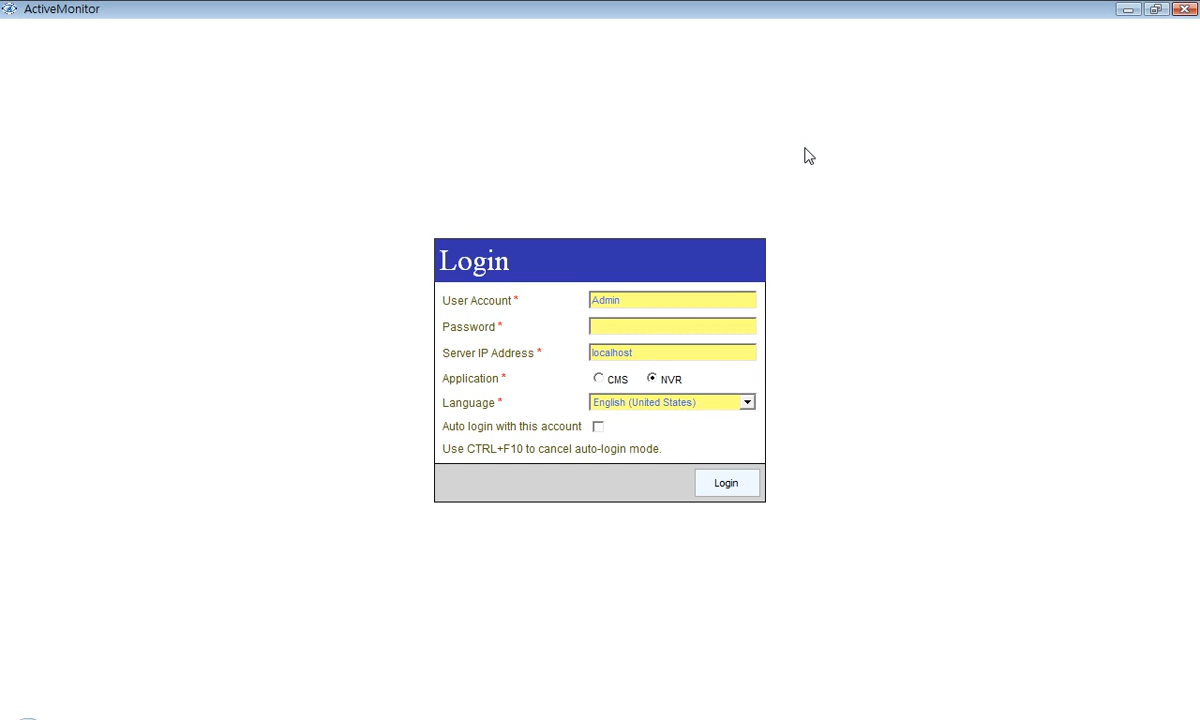 ActiveMonitor
Login
User Account * Admin
Password *
Server IP Address * localhost
Application * CMS NVR
Language * English (United States)
Auto login with this account
Use CTRL+F10 to cancel auto-login mode.
Login